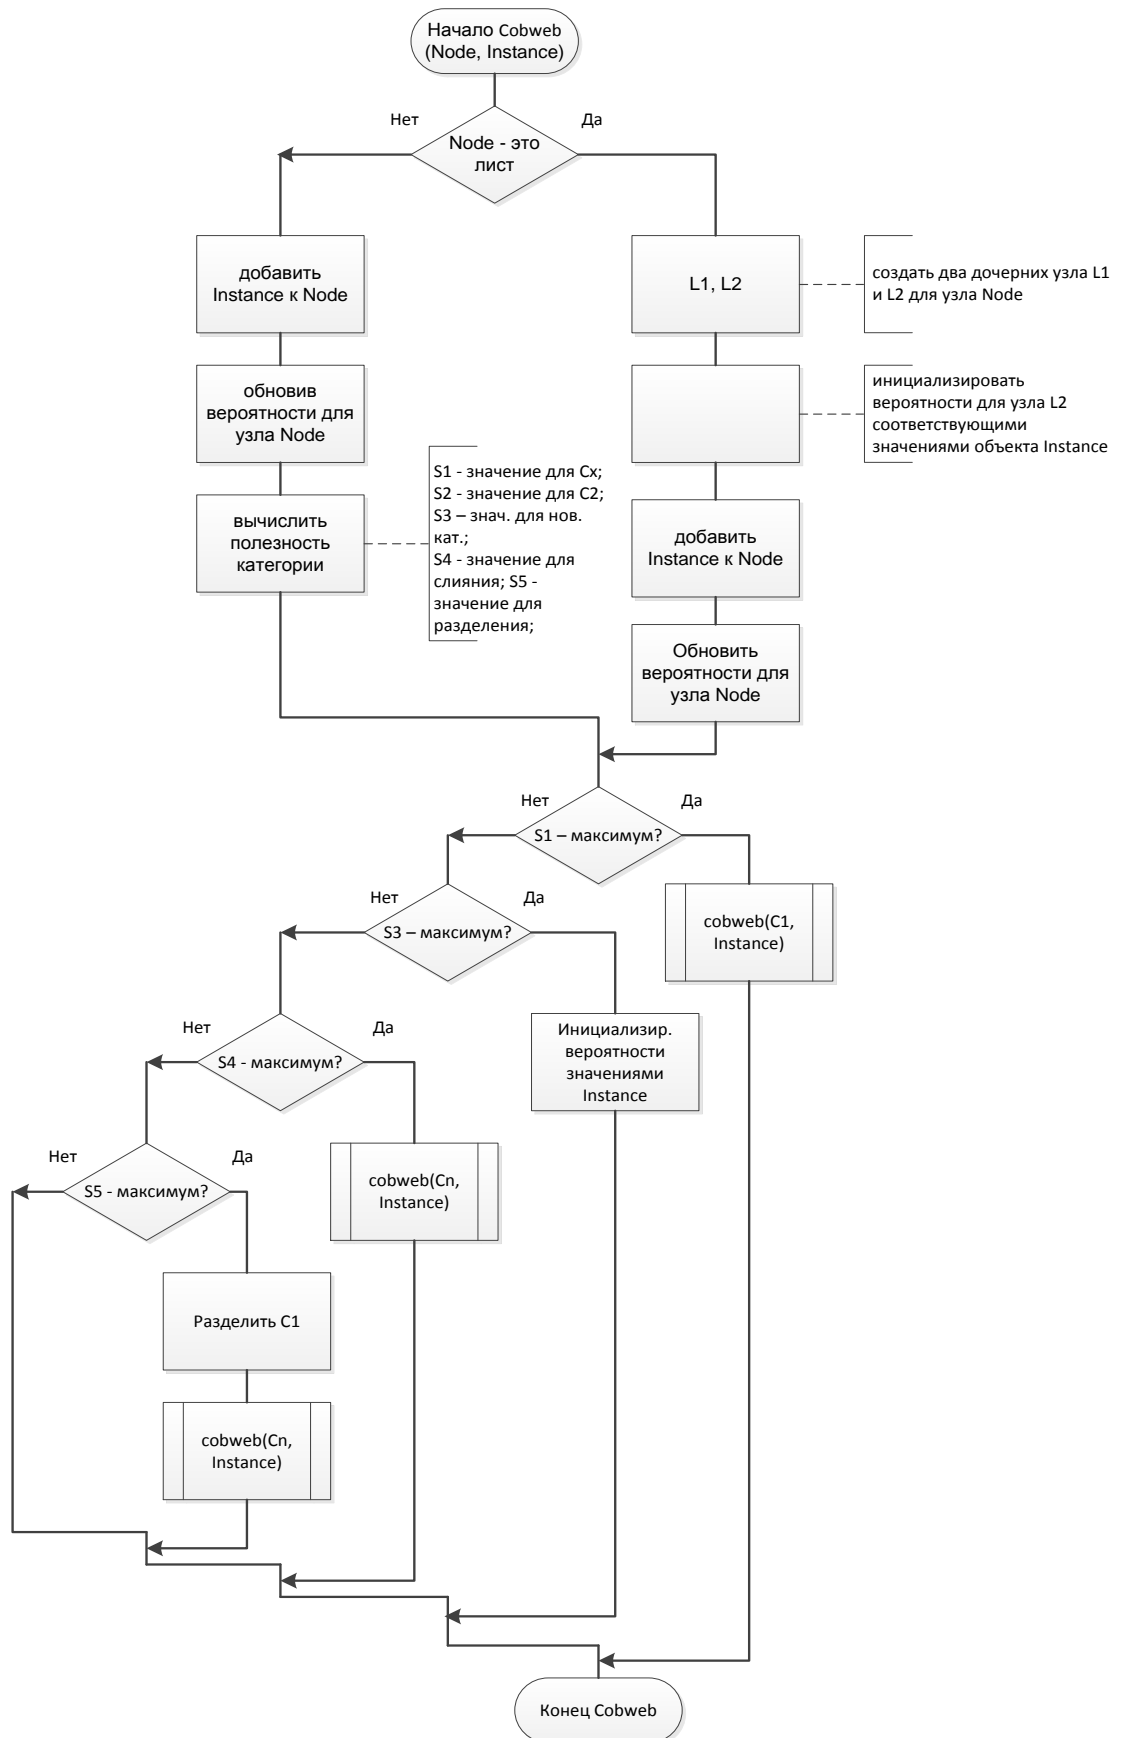 Начало Cobweb
(Node, Instance)
Нет
Да
Node - это
лист
добавить
Instance к Node
L1, L2
создать два дочерних узла L1
и L2 для узла Node
обновив
вероятности для
узла Node
инициализировать
вероятности для узла L2
соответствующими
значениями объекта Instance
вычислить
полезность
категории
S1 - значение для Cx;
S2 - значение для C2;
S3 – знач. для нов.
кат.;
S4 - значение для
слияния; S5 -
значение для
разделения;
добавить
Instance к Node
Обновить
вероятности для
узла Node
Нет
Да
S1 – максимум?
Нет
Да
S3 – максимум?
cobweb(C1,
Instance)
Нет
Да
S4 - максимум?
Инициализир.
вероятности
значениями
Instance
Нет
Да
S5 - максимум?
cobweb(Cn,
Instance)
Разделить C1
cobweb(Cn,
Instance)
Конец Cobweb